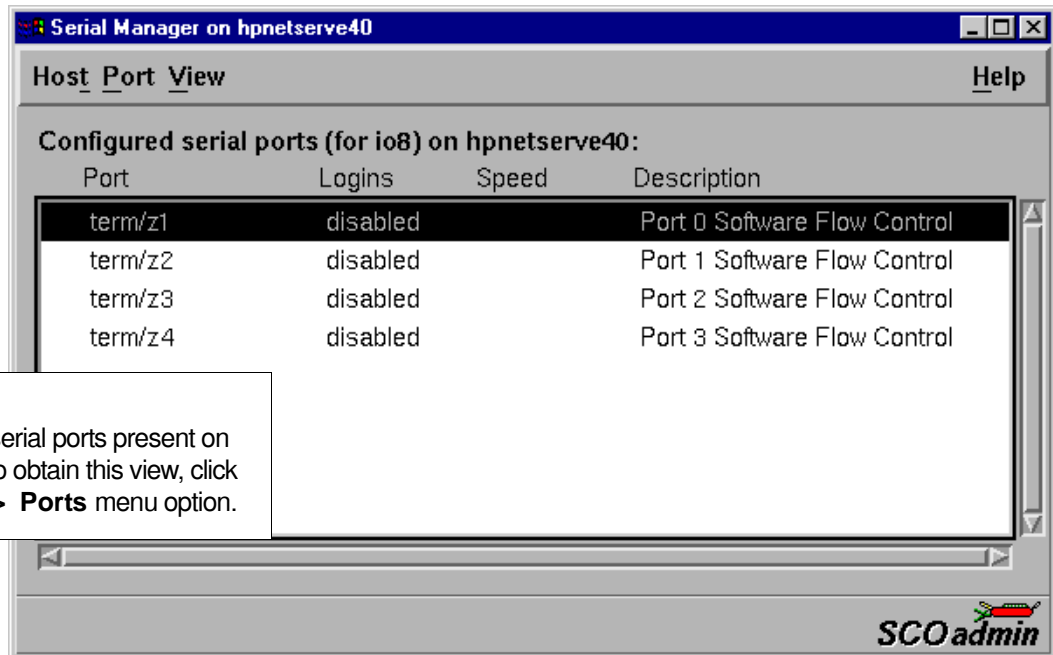 Serial Manager on hpnetserve40
Host Port View Help
Configured serial ports (for io8) on hpnetserve40:
Port Logins Speed Description
term/z1 disabled Port 0 Software Flow Control
term/z2 disabled Port 1 Software Flow Control
term/z3 disabled Port 2 Software Flow Control
term/z4 disabled Port 3 Software Flow Control
serial ports present on
obtain this view, click
> Ports menu option.
SCOadmin